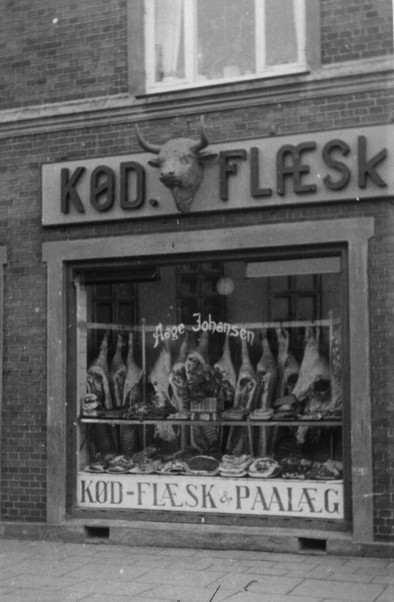 KØD. FLÆSK
Aage Johansen
KØD-FLÆSK & PAALÆG